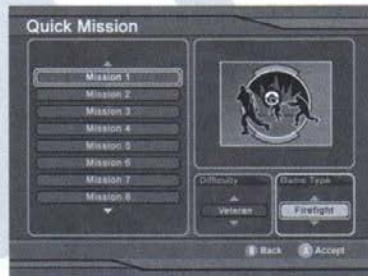 Quick Mission
Mission 1
Mission 2
Mission 3
Mission 4
Mission 5
Mission 6
Mission 7
Mission 8
Difficulty
Game Type
Veteran
Firefight
B Back
A Accept